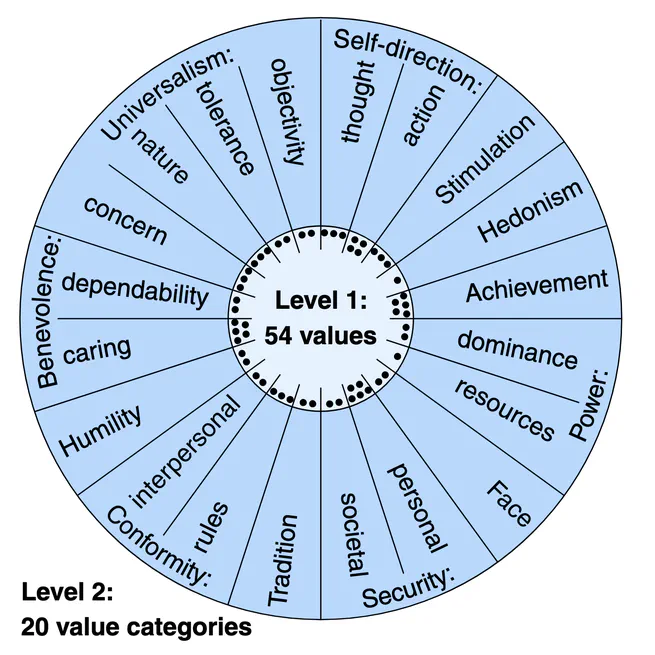 Self-direction:
thought
action
Stimulation
Hedonism
Achievement
Power:
dominance
resources
Face
Security:
personal
societal
Tradition
Conformity:
rules
interpersonal
Humility
Benevolence:
caring
dependability
Universalism:
concern
nature
tolerance
objectivity
Level 1:
54 values
Level 2:
20 value categories